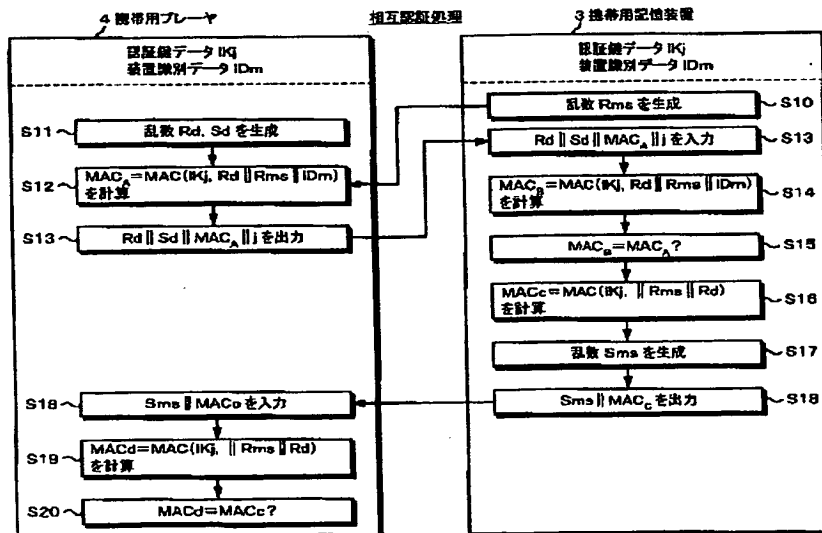 4 携帯用プレーヤ
相互認証処理
3 携帯用記憶装置
認証鍵データ IKj
装置識別データ IDm
認証鍵データ IKj
装置識別データ IDm
乱数 Rms を生成
S10
S11
乱数 Rd, Sd を生成
Rd || Sd || MAC_A || j を入力
S13
S12
MAC_A=MAC(IKj, Rd || Rms || IDm)
を計算
MAC_B=MAC(IKj, Rd || Rms || IDm)
を計算
S14
S13
Rd || Sd || MAC_A || j を出力
MAC_B=MAC_A?
S15
MACc=MAC(IKj, || Rms || Rd)
を計算
S16
乱数 Sms を生成
S17
S18
Sms || MACc を入力
Sms || MAC_C を出力
S18
S19
MACd=MAC(IKj, || Rms || Rd)
を計算
S20
MACd=MACc?